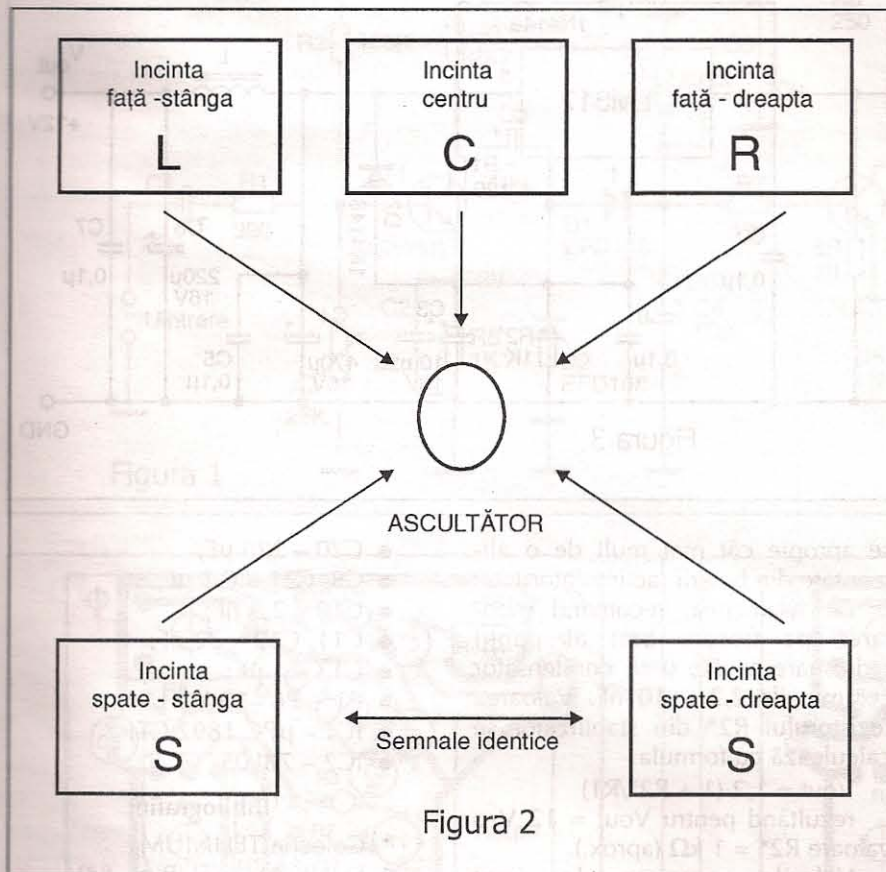 Incinta
față -stânga
L
Incinta
centru
C
Incinta
față - dreapta
R
ASCULTĂTOR
Incinta
spate - stânga
S
Semnale identice
Incinta
spate - dreapta
S
Figura 2